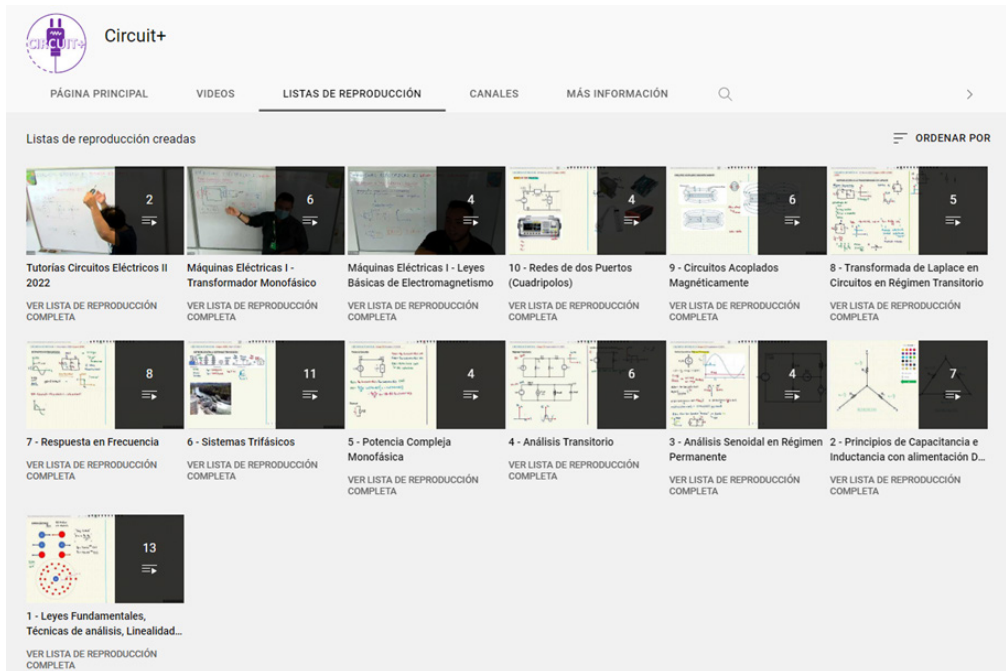 CIRCUIT+
Circuit+
PÁGINA PRINCIPAL VIDEOS LISTAS DE REPRODUCCIÓN CANALES MÁS INFORMACIÓN
Listas de reproducción creadas ORDENAR POR
2 6 4 4 6 5
Tutorías Circuitos Eléctricos II
2022
VER LISTA DE REPRODUCCIÓN
COMPLETA
Máquinas Eléctricas I -
Transformador Monofásico
VER LISTA DE REPRODUCCIÓN
COMPLETA
Máquinas Eléctricas I - Leyes
Básicas de Electromagnetismo
VER LISTA DE REPRODUCCIÓN
COMPLETA
10 - Redes de dos Puertos
(Cuadripolos)
VER LISTA DE REPRODUCCIÓN
COMPLETA
9 - Circuitos Acoplados
Magnéticamente
VER LISTA DE REPRODUCCIÓN
COMPLETA
8 - Transformada de Laplace en
Circuitos en Régimen Transitorio
VER LISTA DE REPRODUCCIÓN
COMPLETA
8 11 4 6 4 7
7 - Respuesta en Frecuencia
VER LISTA DE REPRODUCCIÓN
COMPLETA
6 - Sistemas Trifásicos
VER LISTA DE REPRODUCCIÓN
COMPLETA
5 - Potencia Compleja
Monofásica
VER LISTA DE REPRODUCCIÓN
COMPLETA
4 - Análisis Transitorio
VER LISTA DE REPRODUCCIÓN
COMPLETA
3 - Análisis Senoidal en Régimen
Permanente
VER LISTA DE REPRODUCCIÓN
COMPLETA
2 - Principios de Capacitancia e
Inductancia con alimentación D...
VER LISTA DE REPRODUCCIÓN
COMPLETA
13
1 - Leyes Fundamentales,
Técnicas de análisis, Linealidad...
VER LISTA DE REPRODUCCIÓN
COMPLETA